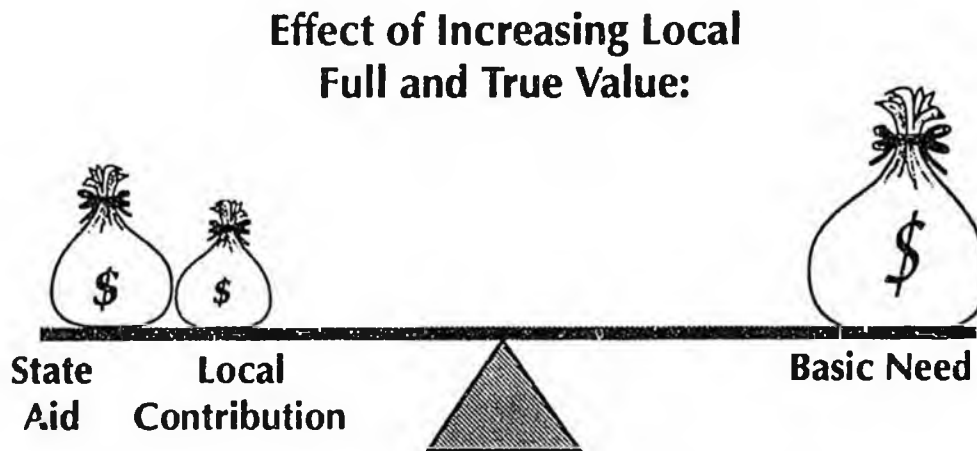 Effect of Increasing Local
Full and True Value:
$
$
$
State
Aid
Local
Contribution
Basic Need